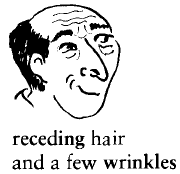 receding hair
and a few wrinkles